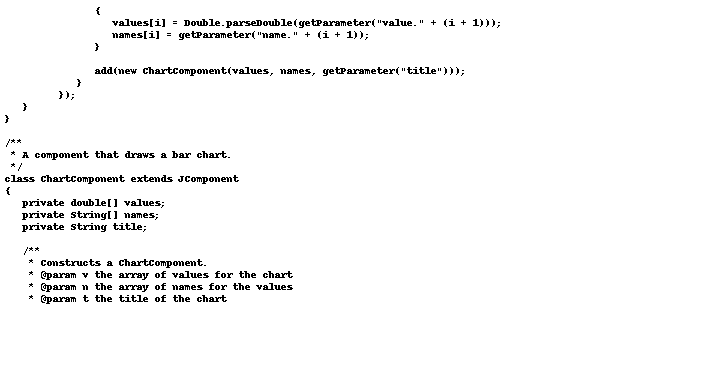 {
values[i] = Double.parseDouble(getParameter("value." + (i + 1)));
names[i] = getParameter("name." + (i + 1));
}
add(new ChartComponent(values, names, getParameter("title")));
}
});
}
}
/**
* A component that draws a bar chart.
*/
class ChartComponent extends JComponent
{
private double[] values;
private String[] names;
private String title;
/**
* Constructs a ChartComponent.
* @param v the array of values for the chart
* @param n the array of names for the values
* @param t the title of the chart